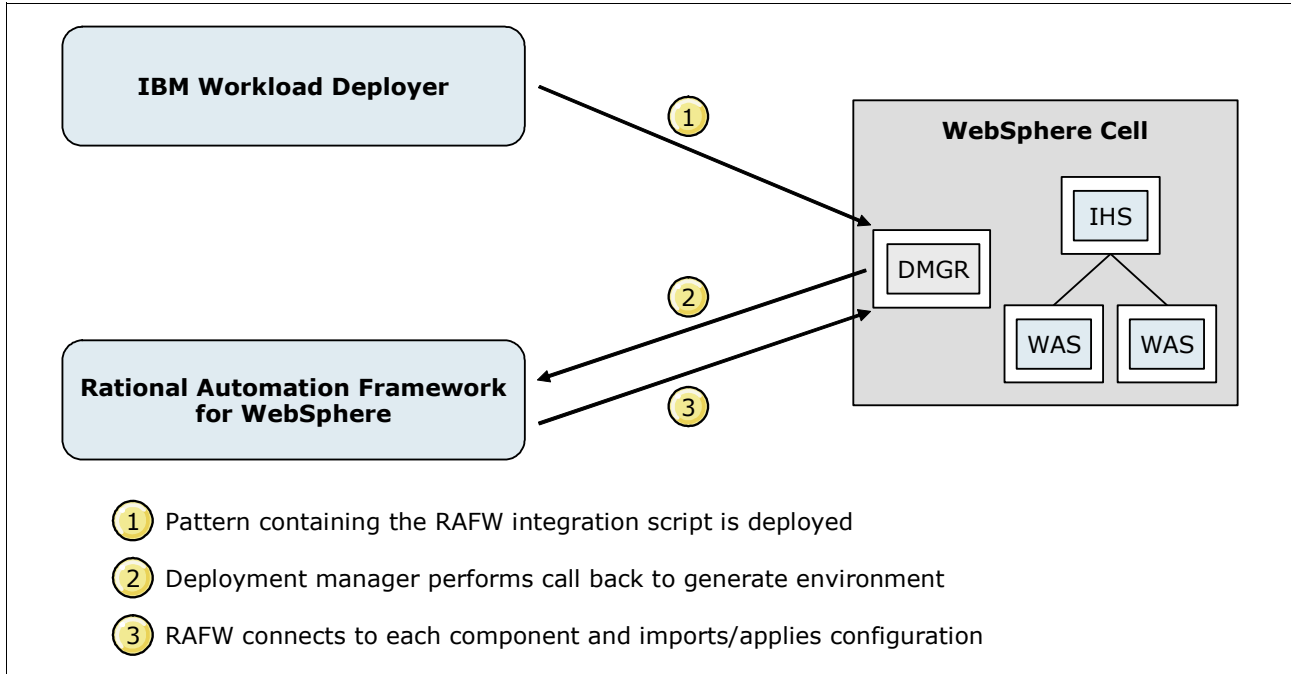 IBM Workload Deployer
1
WebSphere Cell
IHS
DMGR
2
WAS
WAS
Rational Automation Framework
for WebSphere
3
1 Pattern containing the RAFW integration script is deployed
2 Deployment manager performs call back to generate environment
3 RAFW connects to each component and imports/applies configuration